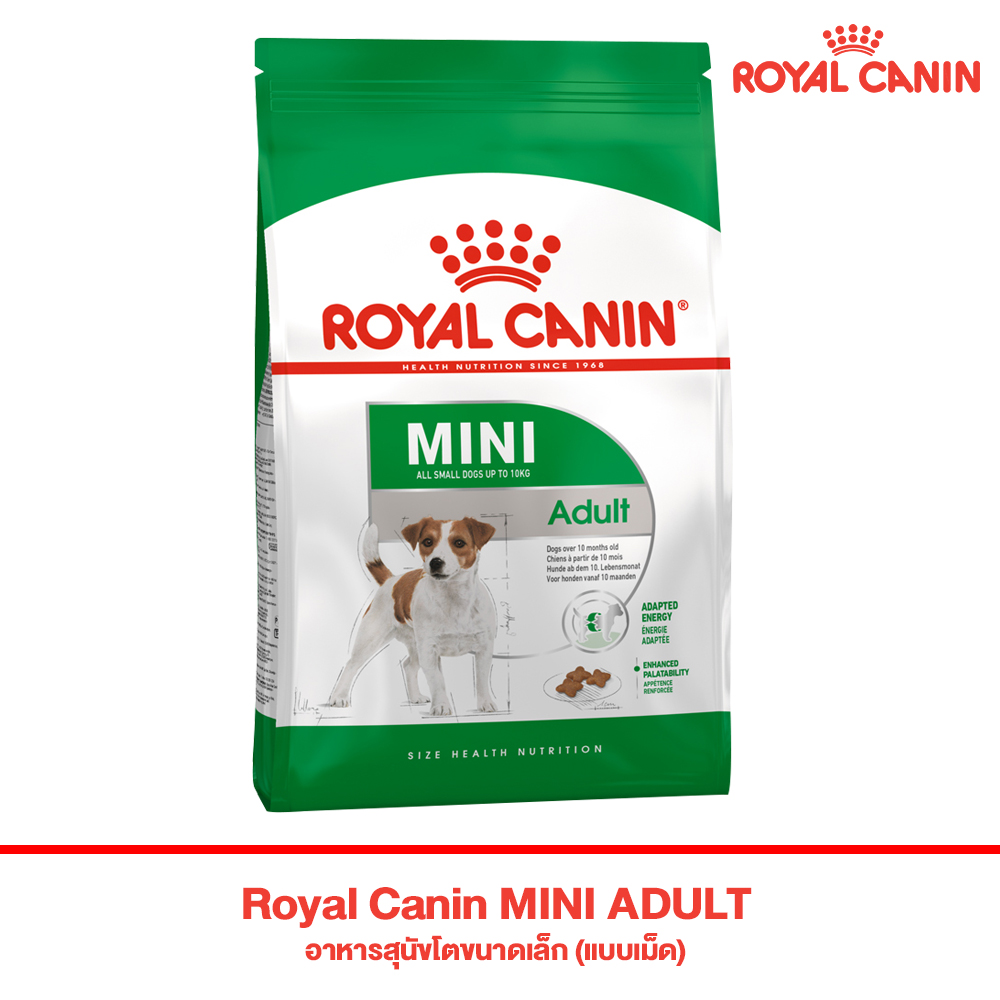 ROYAL CANIN
ROYAL CANIN®
HEALTH NUTRITION SINCE 1968
MINI
ALL SMALL DOGS UP TO 10KG
Adult
Dogs over 10 months old
Chiens à partir de 10 mois
Hunde ab dem 10. Lebensmonat
Voor honden vanaf 10 maanden
ADAPTED
ENERGY
ÉNERGIE
ADAPTÉE
ENHANCED
PALATABILITY
APPÉTENCE
RENFORCÉE
SIZE HEALTH NUTRITION
Royal Canin MINI ADULT
อาหารสุนัขโตขนาดเล็ก (แบบเม็ด)